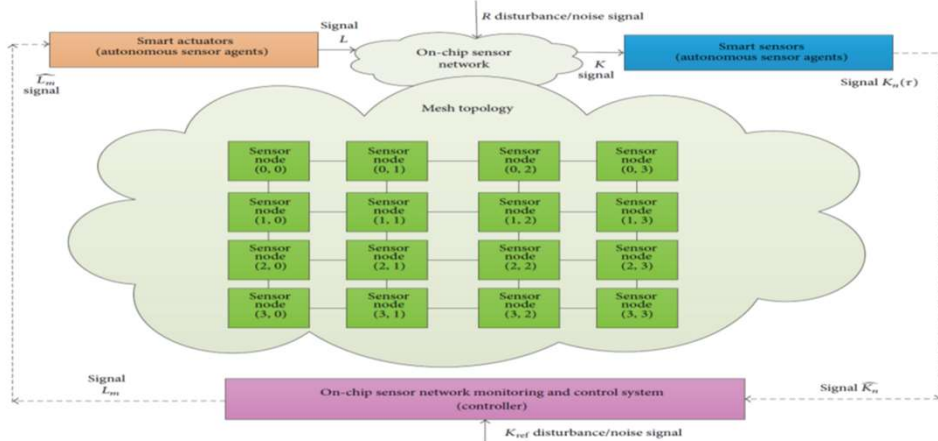 R disturbance/noise signal
Signal
L
Smart actuators
(autonomous sensor agents)
On-chip sensor
network
K
signal
Smart sensors
(autonomous sensor agents)
L̂ₘ
signal
Signal Kₙ(τ)
Mesh topology
Sensor node (0, 0)
Sensor node (0, 1)
Sensor node (0, 2)
Sensor node (0, 3)
Sensor node (1, 0)
Sensor node (1, 1)
Sensor node (1, 2)
Sensor node (1, 3)
Sensor node (2, 0)
Sensor node (2, 1)
Sensor node (2, 2)
Sensor node (2, 3)
Sensor node (3, 0)
Sensor node (3, 1)
Sensor node (3, 2)
Sensor node (3, 3)
Signal
Lₘ
On-chip sensor network monitoring and control system
(controller)
Signal K̂ₙ
K_ref disturbance/noise signal